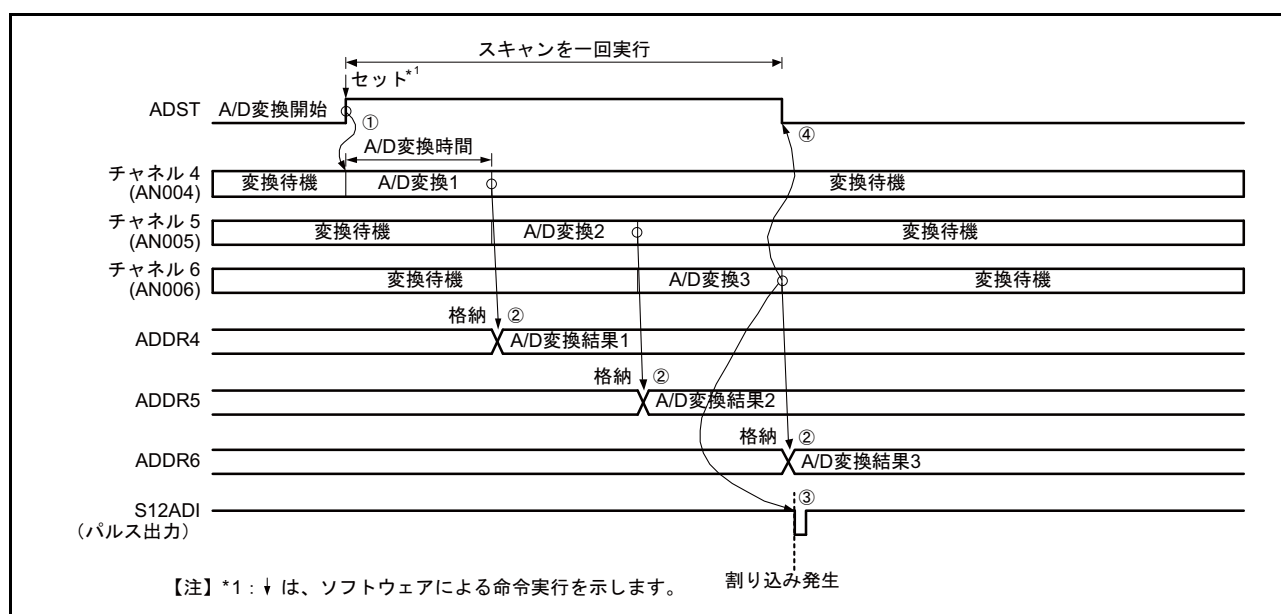 スキャンを一回実行
セット*1
ADST A/D変換開始 ① ④
A/D変換時間
チャネル 4
(AN004)
変換待機 A/D変換1 変換待機
チャネル 5
(AN005)
変換待機 A/D変換2 変換待機
チャネル 6
(AN006)
変換待機 A/D変換3 変換待機
格納 ②
ADDR4 A/D変換結果1
格納 ②
ADDR5 A/D変換結果2
格納 ②
ADDR6 A/D変換結果3
③
S12ADI
(パルス出力)
割り込み発生
【注】*1:↓ は、ソフトウェアによる命令実行を示します。